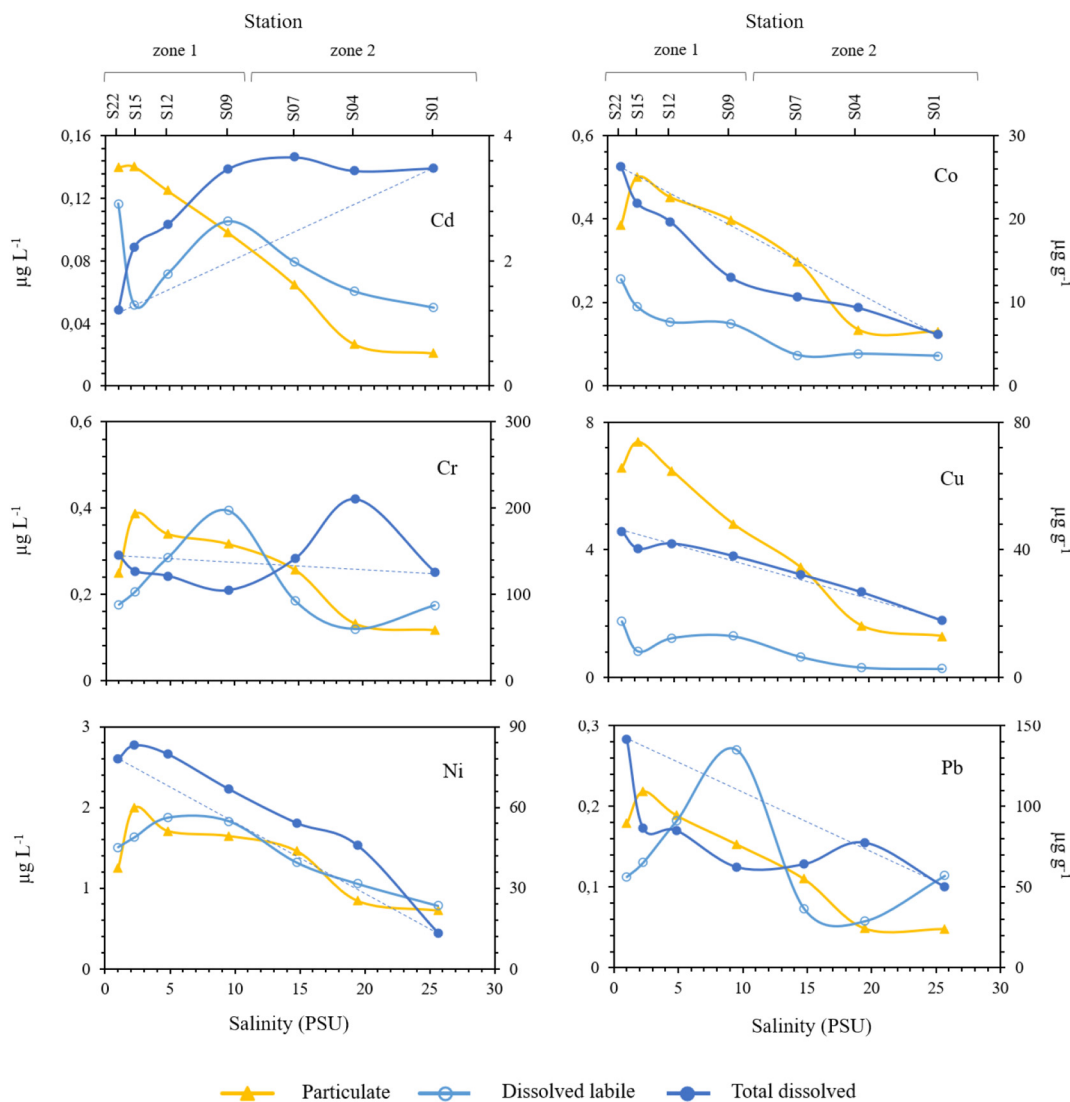 Station Station
zone 1 zone 2 zone 1 zone 2
S22 S15 S12 S09 S07 S04 S01 S22 S15 S12 S09 S07 S04 S01
0,16 4 0,6 30
0,12 Cd Co
0,08 2 0,4 20
0,04 0,2 10
0 0 0 0
µg L-1 µg g-1
0,6 300 8 80
Cr Cu
0,4 200
µg L-1 4 40 µg g-1
0,2 100
0 0 0 0
3 90 0,3 150
Ni Pb
2 60 0,2 100
µg L-1 µg g-1
1 30 0,1 50
0 0 0 0
0 5 10 15 20 25 30 0 5 10 15 20 25 30
Salinity (PSU) Salinity (PSU)
Particulate Dissolved labile Total dissolved